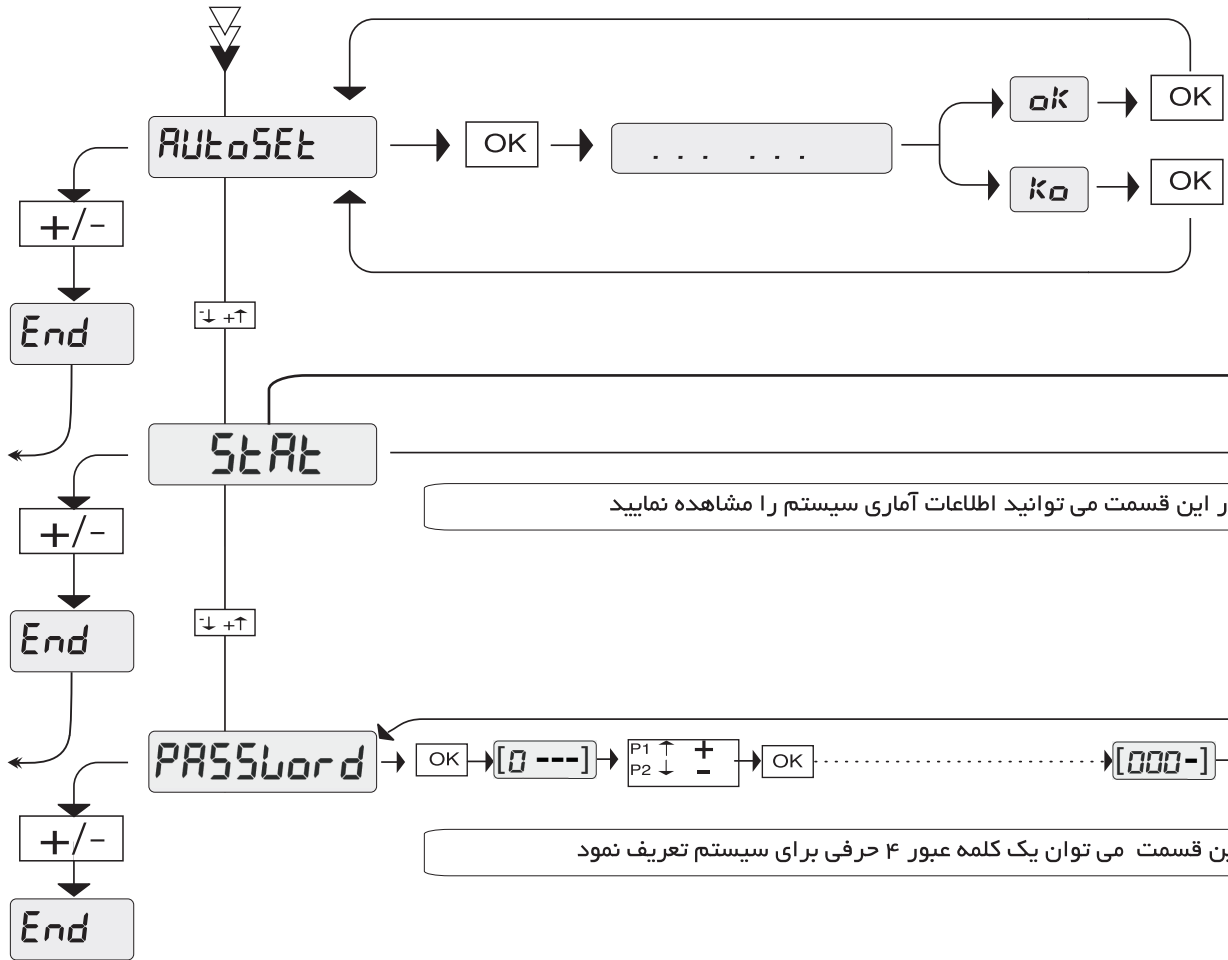 AUtoSEt
OK
... ...
oK
OK
Ko
OK
+/-
End
-↓ +↑
StAt
ر این قسمت می توانید اطلاعات آماری سیستم را مشاهده نمایید
+/-
End
-↓ +↑
PASSword
OK
[0 ---]
P1 ↑ +
P2 ↓ -
OK
[000-]
ین قسمت می توان یک کلمه عبور ۴ حرفی برای سیستم تعریف نمود
+/-
End